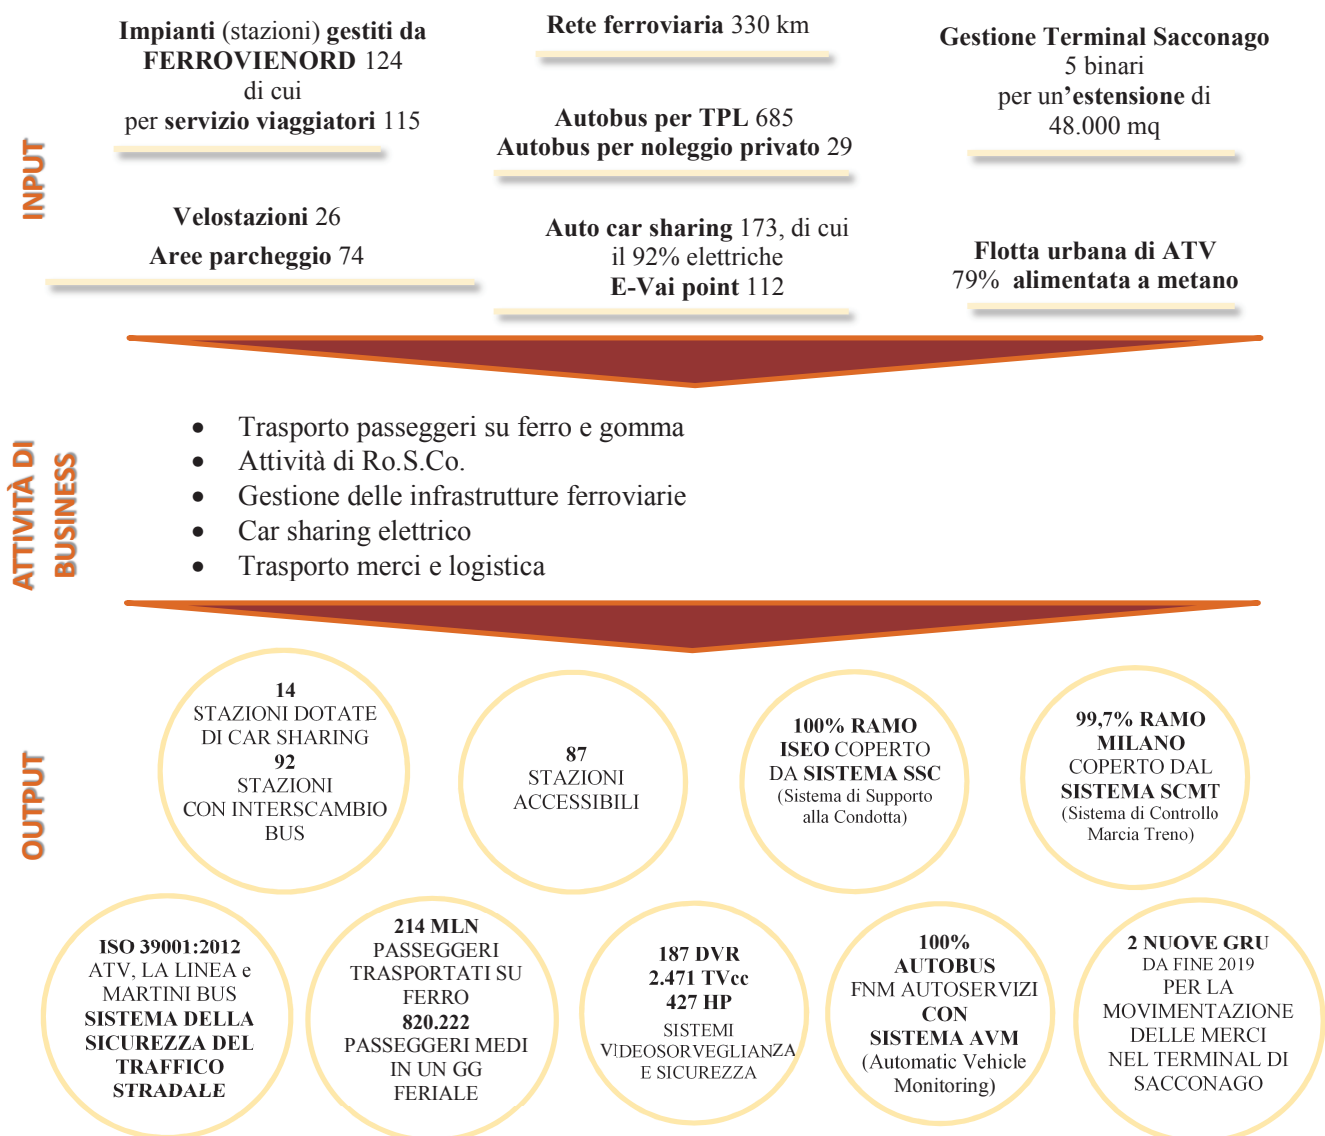 INPUT
Impianti (stazioni) gestiti da
FERROVIENORD 124
di cui
per servizio viaggiatori 115
Rete ferroviaria 330 km
Gestione Terminal Sacconago
5 binari
per un'estensione di
48.000 mq
Autobus per TPL 685
Autobus per noleggio privato 29
Velostazioni 26
Aree parcheggio 74
Auto car sharing 173, di cui
il 92% elettriche
E-Vai point 112
Flotta urbana di ATV
79% alimentata a metano
ATTIVITÀ DI
BUSINESS
• Trasporto passeggeri su ferro e gomma
• Attività di Ro.S.Co.
• Gestione delle infrastrutture ferroviarie
• Car sharing elettrico
• Trasporto merci e logistica
OUTPUT
14
STAZIONI DOTATE
DI CAR SHARING
92
STAZIONI
CON INTERSCAMBIO
BUS
87
STAZIONI
ACCESSIBILI
100% RAMO
ISEO COPERTO
DA SISTEMA SSC
(Sistema di Supporto
alla Condotta)
99,7% RAMO
MILANO
COPERTO DAL
SISTEMA SCMT
(Sistema di Controllo
Marcia Treno)
ISO 39001:2012
ATV, LA LINEA e
MARTINI BUS
SISTEMA DELLA
SICUREZZA DEL
TRAFFICO
STRADALE
214 MLN
PASSEGGERI
TRASPORTATI SU
FERRO
820.222
PASSEGGERI MEDI
IN UN GG
FERIALE
187 DVR
2.471 TVcc
427 HP
SISTEMI
VIDEOSORVEGLIANZA
E SICUREZZA
100%
AUTOBUS
FNM AUTOSERVIZI
CON
SISTEMA AVM
(Automatic Vehicle
Monitoring)
2 NUOVE GRU
DA FINE 2019
PER LA
MOVIMENTAZIONE
DELLE MERCI
NEL TERMINAL DI
SACCONAGO